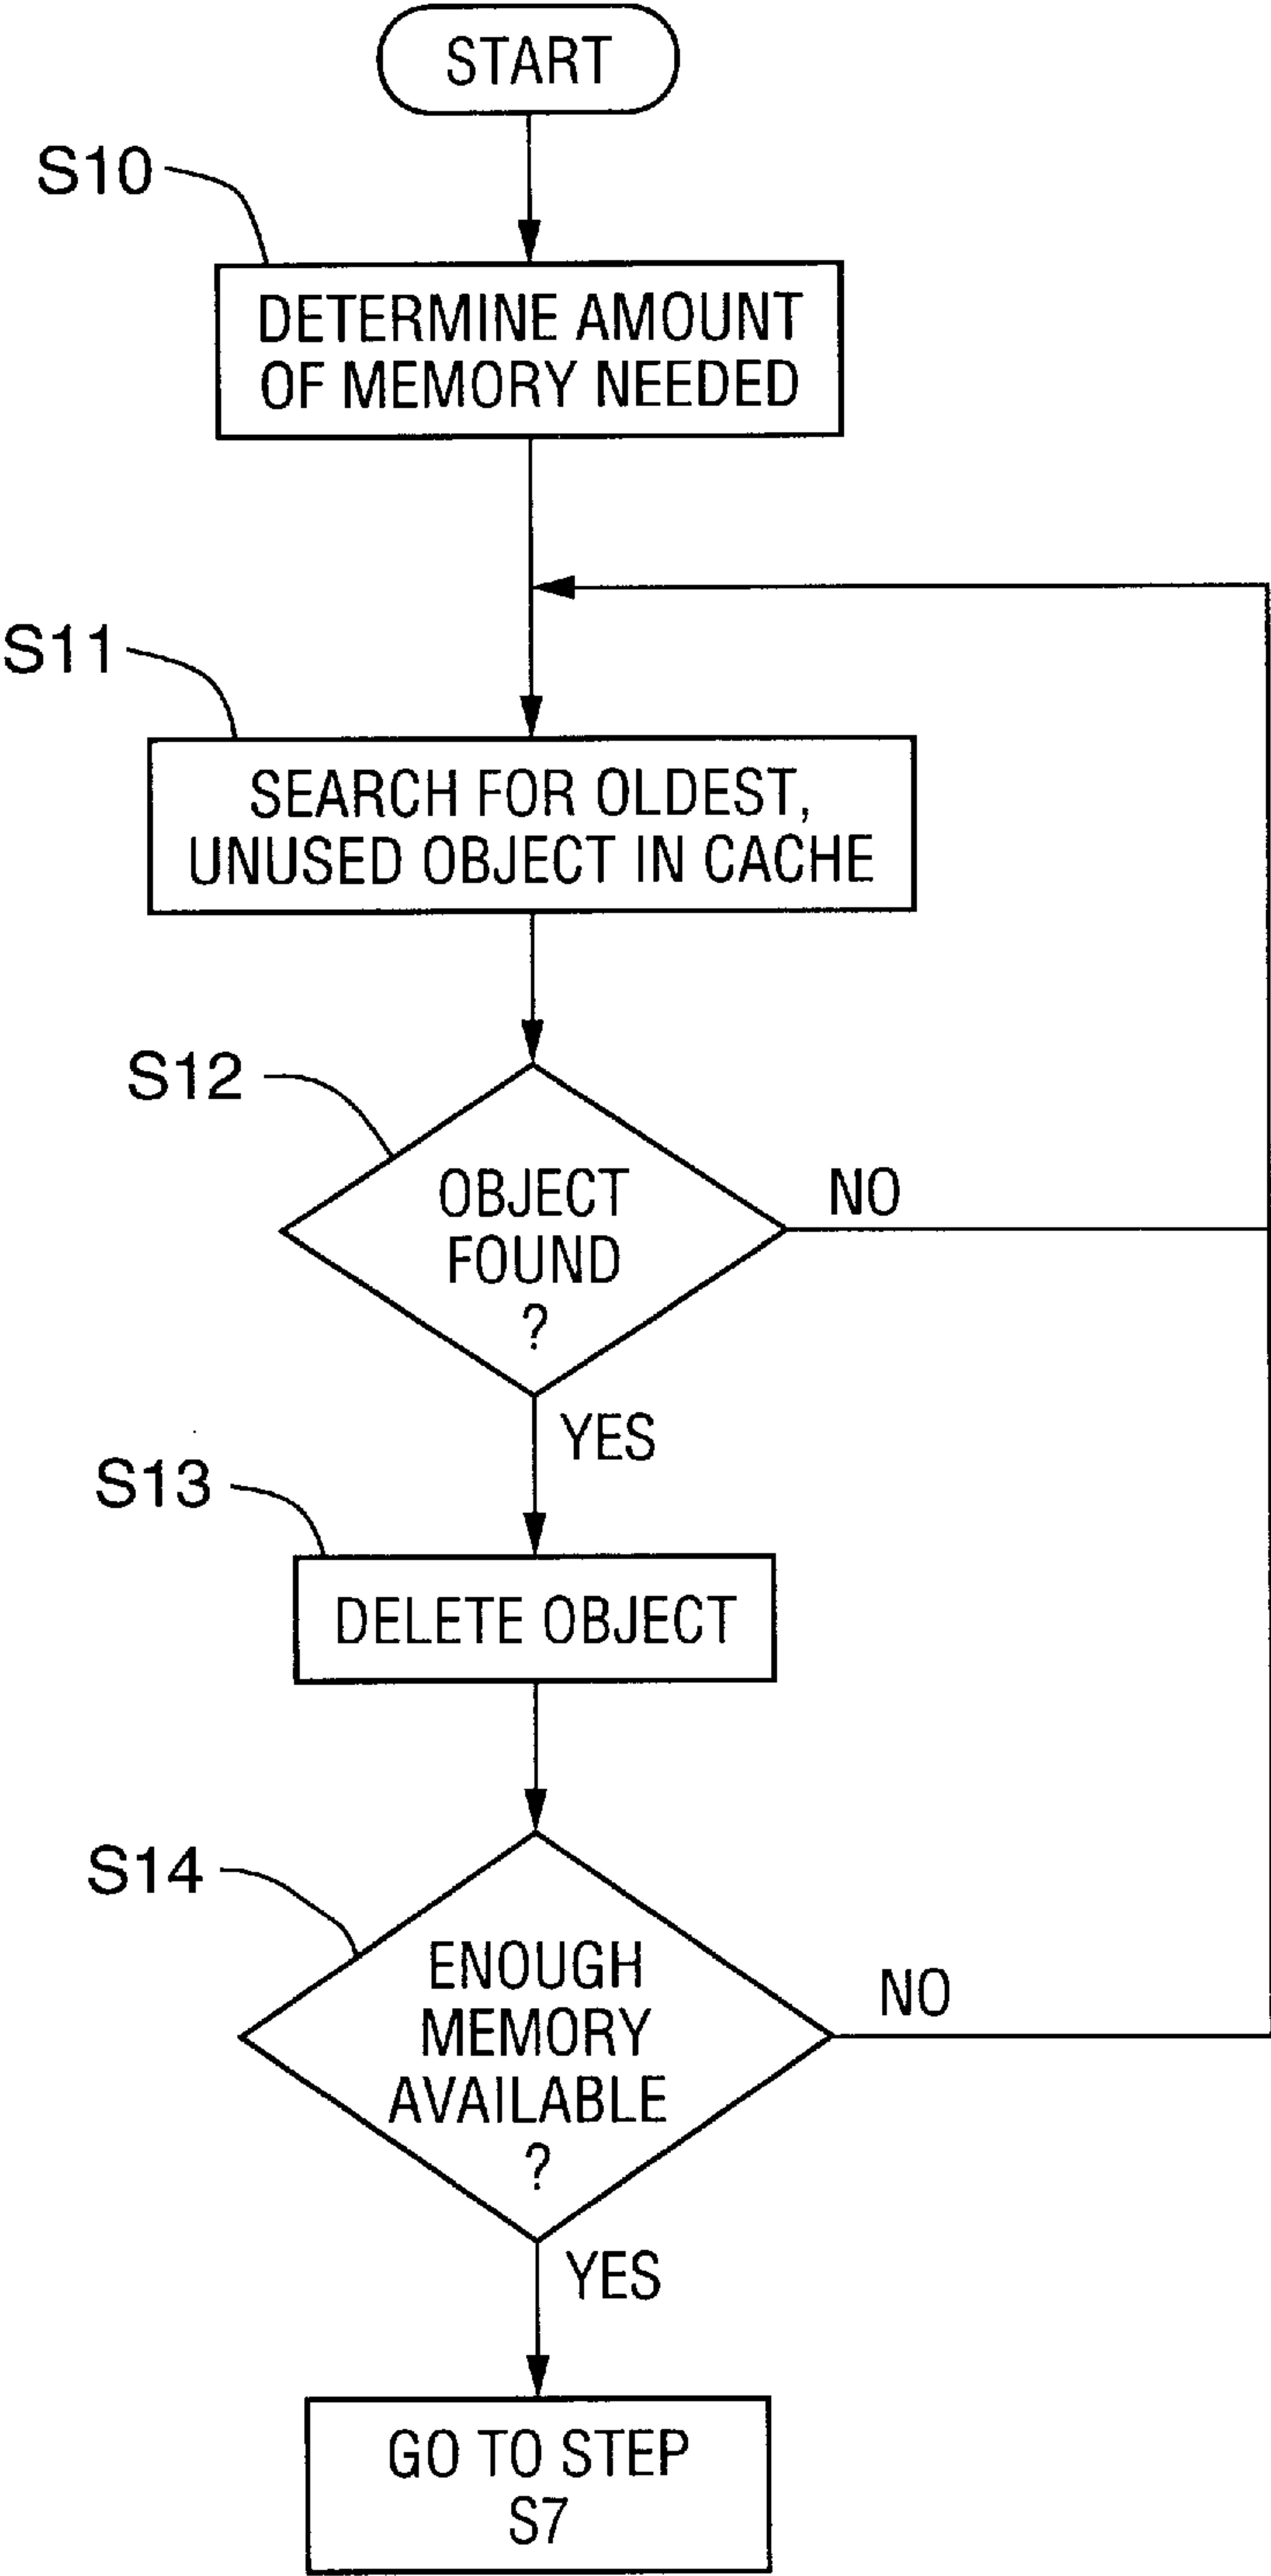 START
S10
DETERMINE AMOUNT
OF MEMORY NEEDED
S11
SEARCH FOR OLDEST,
UNUSED OBJECT IN CACHE
S12
OBJECT
FOUND
?
NO
YES
S13
DELETE OBJECT
S14
ENOUGH
MEMORY
AVAILABLE
?
NO
YES
GO TO STEP
S7